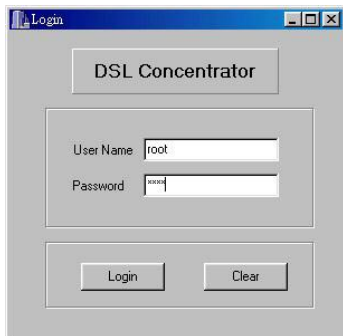 Login
DSL Concentrator
User Name root
Password ****
Login Clear